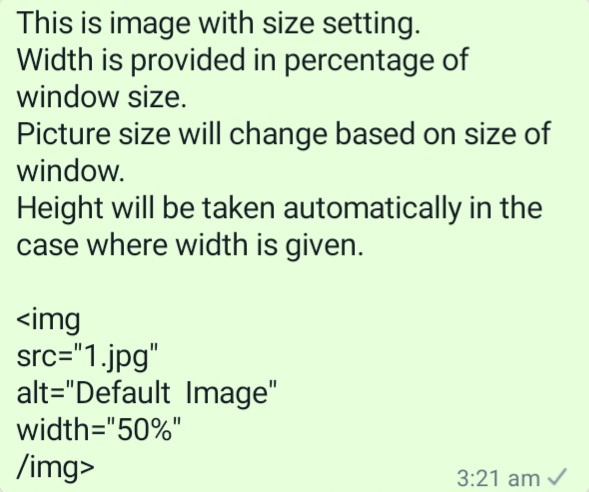 This is image with size setting.
Width is provided in percentage of
window size.
Picture size will change based on size of
window.
Height will be taken automatically in the
case where width is given.

<img
src="1.jpg"
alt="Default  Image"
width="50%"
/img>
3:21 am ✓